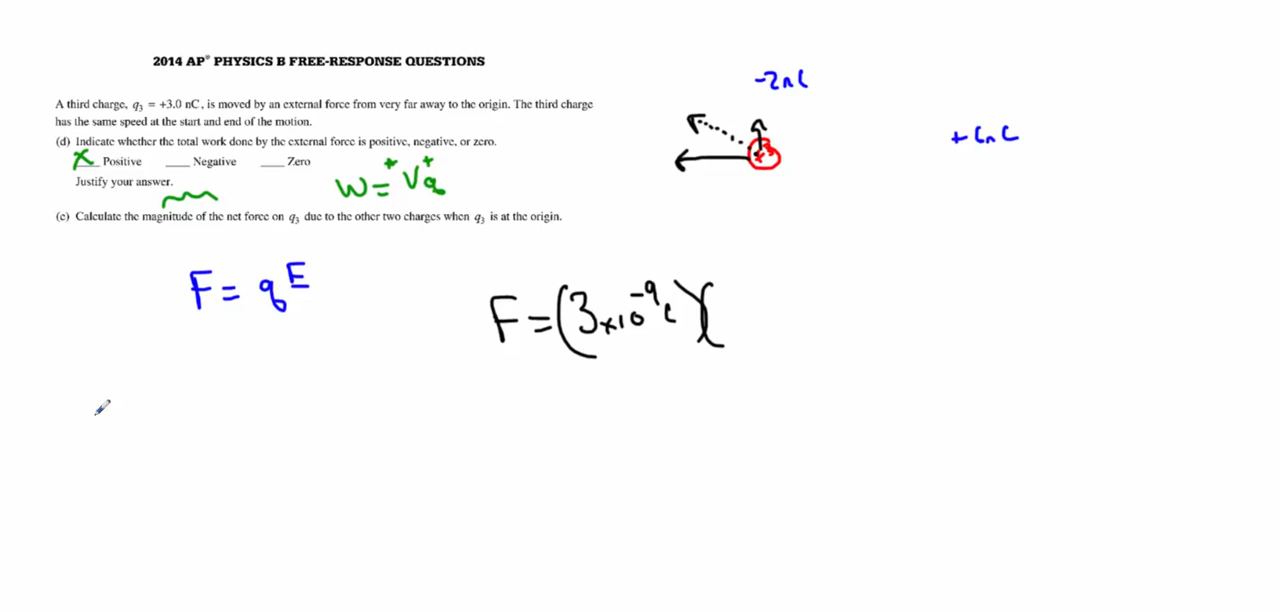 2014 AP® PHYSICS B FREE-RESPONSE QUESTIONS
-2nC
A third charge, q₃ = +3.0 nC, is moved by an external force from very far away to the origin. The third charge
has the same speed at the start and end of the motion.
+6nC
(d) Indicate whether the total work done by the external force is positive, negative, or zero.
X Positive ___ Negative ___ Zero
+3
Justify your answer.
W = V⁺q⁺
(e) Calculate the magnitude of the net force on q₃ due to the other two charges when q₃ is at the origin.
F = qE
F = (3x10⁻⁹C)(